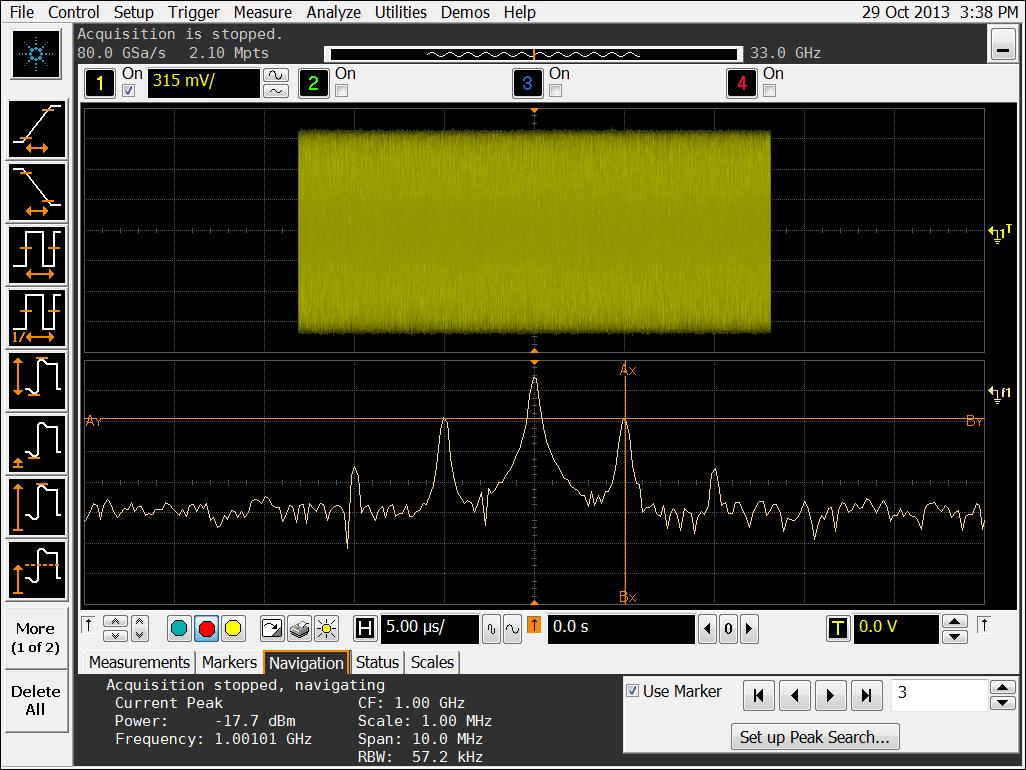 File Control Setup Trigger Measure Analyze Utilities Demos Help 29 Oct 2013 3:38 PM
Acquisition is stopped.
80.0 GSa/s 2.10 Mpts 33.0 GHz
1 On 315 mV/ 2 On 3 On 4 On
1 T
Ax
f1
AY BY
Bx
1/
More
(1 of 2)
Delete
All
H 5.00 µs/ 0.0 s 0 T 0.0 V
Measurements Markers Navigation Status Scales
Acquisition stopped, navigating
Current Peak CF: 1.00 GHz
Power: -17.7 dBm Scale: 1.00 MHz
Frequency: 1.00101 GHz Span: 10.0 MHz
RBW: 57.2 kHz
Use Marker 3
Set up Peak Search...